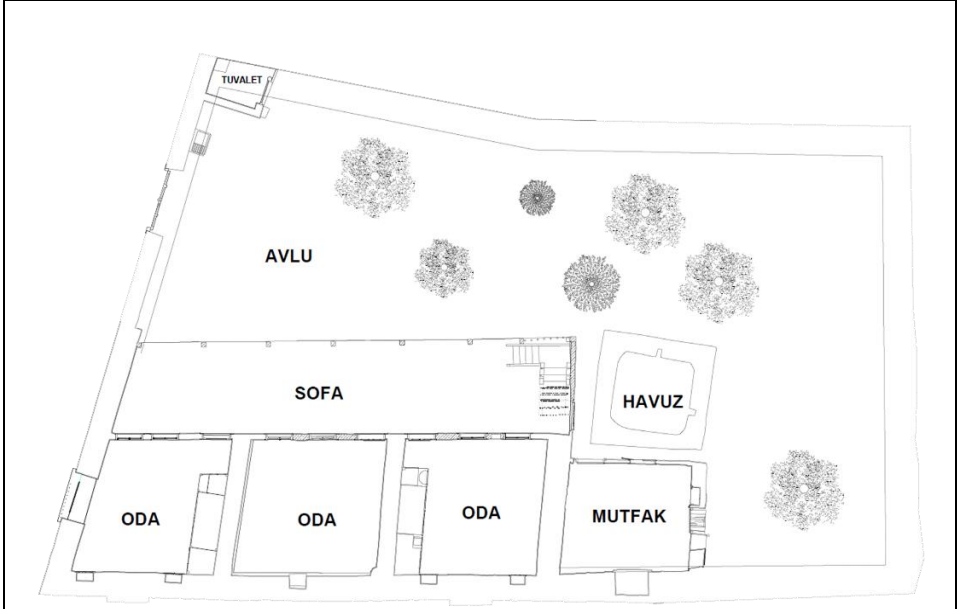 TUVALET
AVLU
SOFA
HAVUZ
ODA
ODA
ODA
MUTFAK